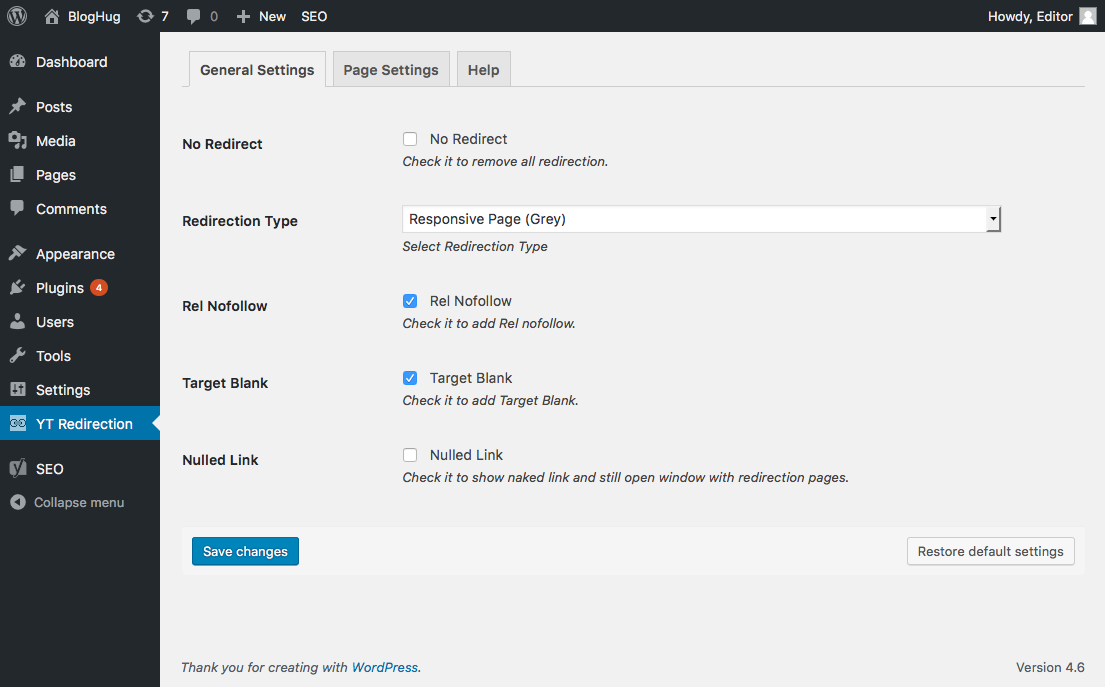 BlogHug 7 0 New SEO Howdy, Editor
Dashboard
Posts
Media
Pages
Comments
Appearance
Plugins 4
Users
Tools
Settings
YT Redirection
SEO
Collapse menu
General Settings Page Settings Help
No Redirect No Redirect
Check it to remove all redirection.
Redirection Type Responsive Page (Grey)
Select Redirection Type
Rel Nofollow Rel Nofollow
Check it to add Rel nofollow.
Target Blank Target Blank
Check it to add Target Blank.
Nulled Link Nulled Link
Check it to show naked link and still open window with redirection pages.
Save changes Restore default settings
Thank you for creating with WordPress. Version 4.6